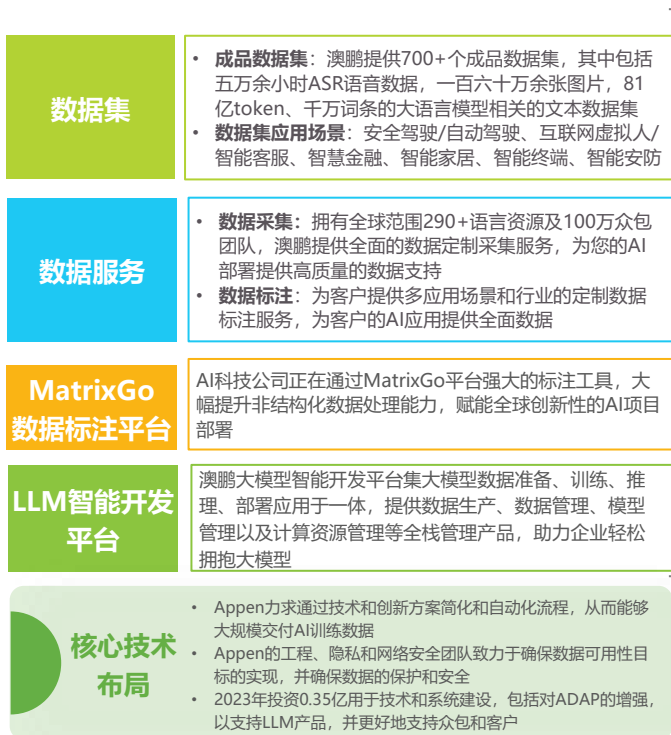 数据集
• 成品数据集：澳鹏提供700+个成品数据集，其中包括
五万余小时ASR语音数据，一百六十万余张图片，81
亿token、千万词条的大语言模型相关的文本数据集
• 数据集应用场景：安全驾驶/自动驾驶、互联网虚拟人/
智能客服、智慧金融、智能家居、智能终端、智能安防
数据服务
• 数据采集：拥有全球范围290+语言资源及100万众包
团队，澳鹏提供全面的数据定制采集服务，为您的AI
部署提供高质量的数据支持
• 数据标注：为客户提供多应用场景和行业的定制数据
标注服务，为客户的AI应用提供全面数据
MatrixGo
数据标注平台
AI科技公司正在通过MatrixGo平台强大的标注工具，大
幅提升非结构化数据处理能力，赋能全球创新性的AI项目
部署
LLM智能开发
平台
澳鹏大模型智能开发平台集大模型数据准备、训练、推
理、部署应用于一体，提供数据生产、数据管理、模型
管理以及计算资源管理等全栈管理产品，助力企业轻松
拥抱大模型
核心技术
布局
• Appen力求通过技术和创新方案简化和自动化流程，从而能够
大规模交付AI训练数据
• Appen的工程、隐私和网络安全团队致力于确保数据可用性目
标的实现，并确保数据的保护和安全
• 2023年投资0.35亿用于技术和系统建设，包括对ADAP的增强，
以支持LLM产品，并更好地支持众包和客户